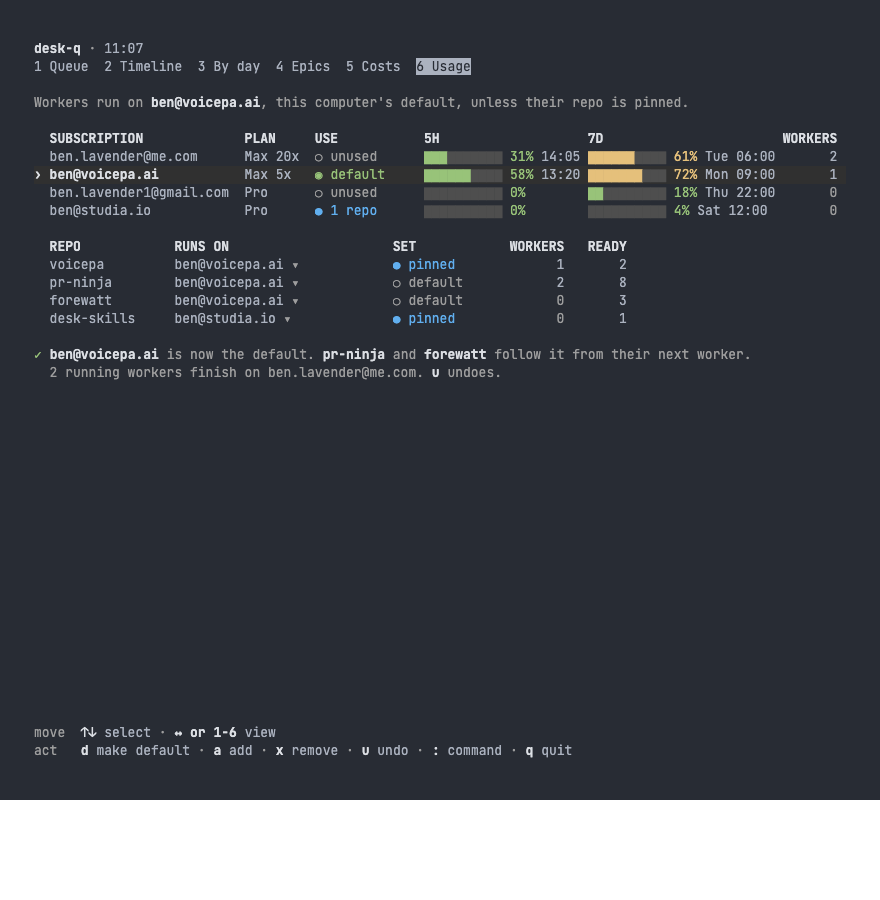 desk-q · 11:07
1 Queue 2 Timeline 3 By day 4 Epics 5 Costs 6 Usage
Workers run on ben@voicepa.ai, this computer's default, unless their repo is pinned.
SUBSCRIPTION PLAN USE 5H 7D WORKERS
ben.lavender@me.com Max 20x ○ unused 31% 14:05 61% Tue 06:00 2
› ben@voicepa.ai Max 5x ◉ default 58% 13:20 72% Mon 09:00 1
ben.lavender1@gmail.com Pro ○ unused 0% 18% Thu 22:00 0
ben@studia.io Pro ● 1 repo 0% 4% Sat 12:00 0
REPO RUNS ON SET WORKERS READY
voicepa ben@voicepa.ai ▾ ● pinned 1 2
pr-ninja ben@voicepa.ai ▾ ○ default 2 8
forewatt ben@voicepa.ai ▾ ○ default 0 3
desk-skills ben@studia.io ▾ ● pinned 0 1
✓ ben@voicepa.ai is now the default. pr-ninja and forewatt follow it from their next worker.
2 running workers finish on ben.lavender@me.com. u undoes.
move ↑↓ select · ↔ or 1-6 view
act d make default · a add · x remove · u undo · : command · q quit